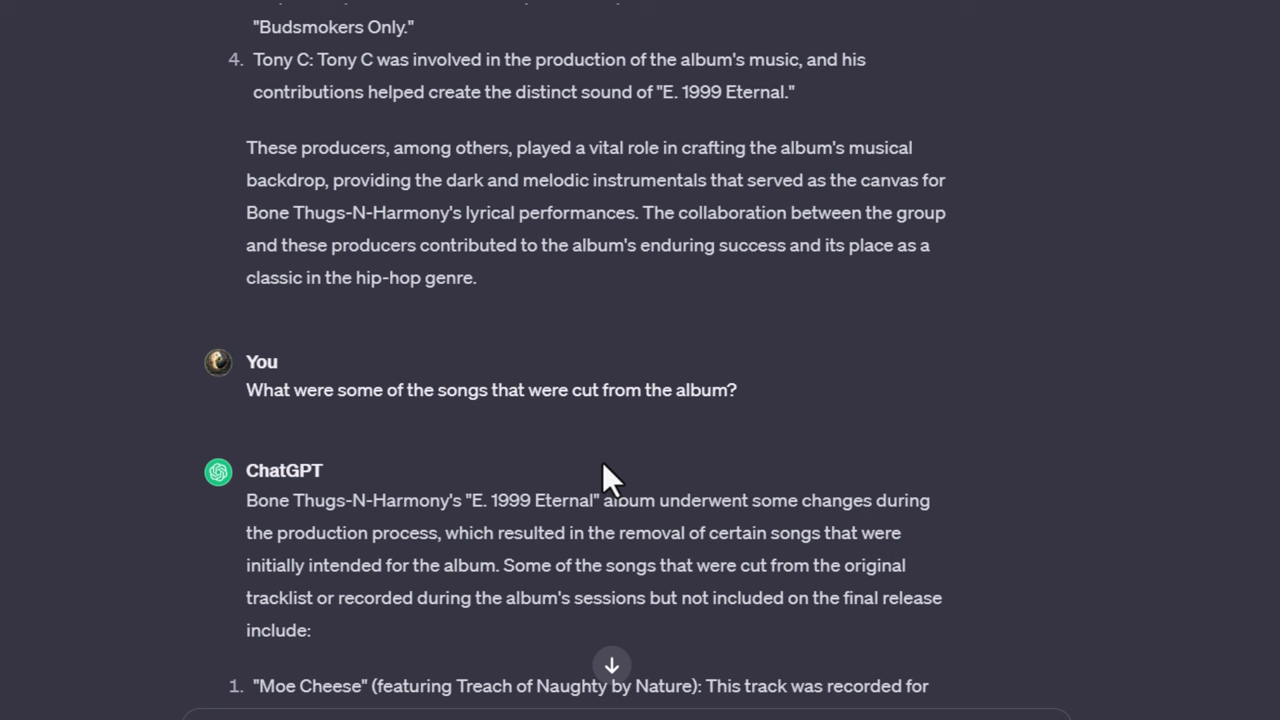 "Budsmokers Only."
4. Tony C: Tony C was involved in the production of the album's music, and his
contributions helped create the distinct sound of "E. 1999 Eternal."
These producers, among others, played a vital role in crafting the album's musical
backdrop, providing the dark and melodic instrumentals that served as the canvas for
Bone Thugs-N-Harmony's lyrical performances. The collaboration between the group
and these producers contributed to the album's enduring success and its place as a
classic in the hip-hop genre.
You
What were some of the songs that were cut from the album?
ChatGPT
Bone Thugs-N-Harmony's "E. 1999 Eternal" album underwent some changes during
the production process, which resulted in the removal of certain songs that were
initially intended for the album. Some of the songs that were cut from the original
tracklist or recorded during the album's sessions but not included on the final release
include:
1. "Moe Cheese" (featuring Treach of Naughty by Nature): This track was recorded for